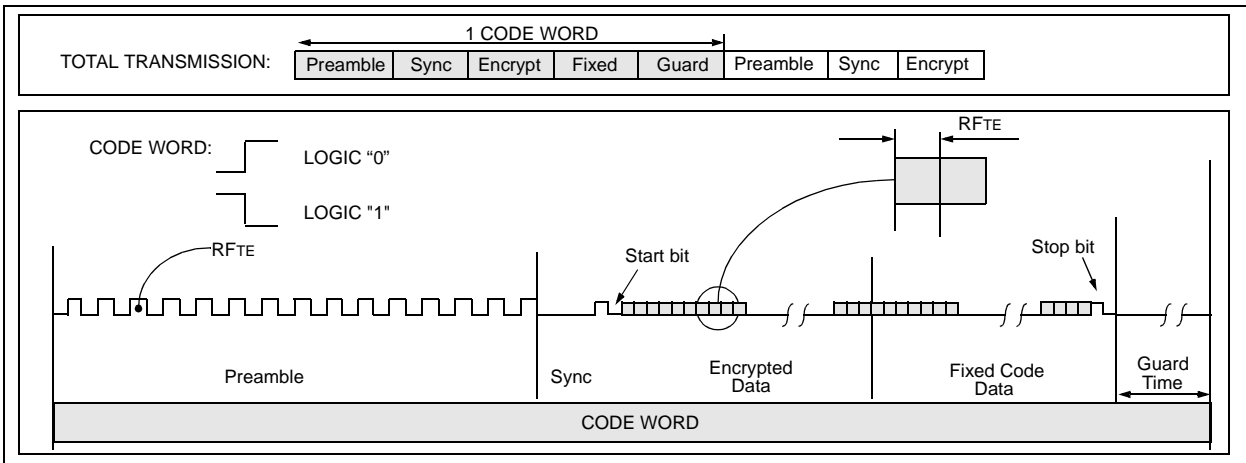 1 CODE WORD
TOTAL TRANSMISSION: Preamble Sync Encrypt Fixed Guard Preamble Sync Encrypt
RFTE
CODE WORD: LOGIC “0”
LOGIC "1"
RFTE
Start bit
Stop bit
Preamble
Sync
Encrypted
Data
Fixed Code
Data
Guard
Time
CODE WORD